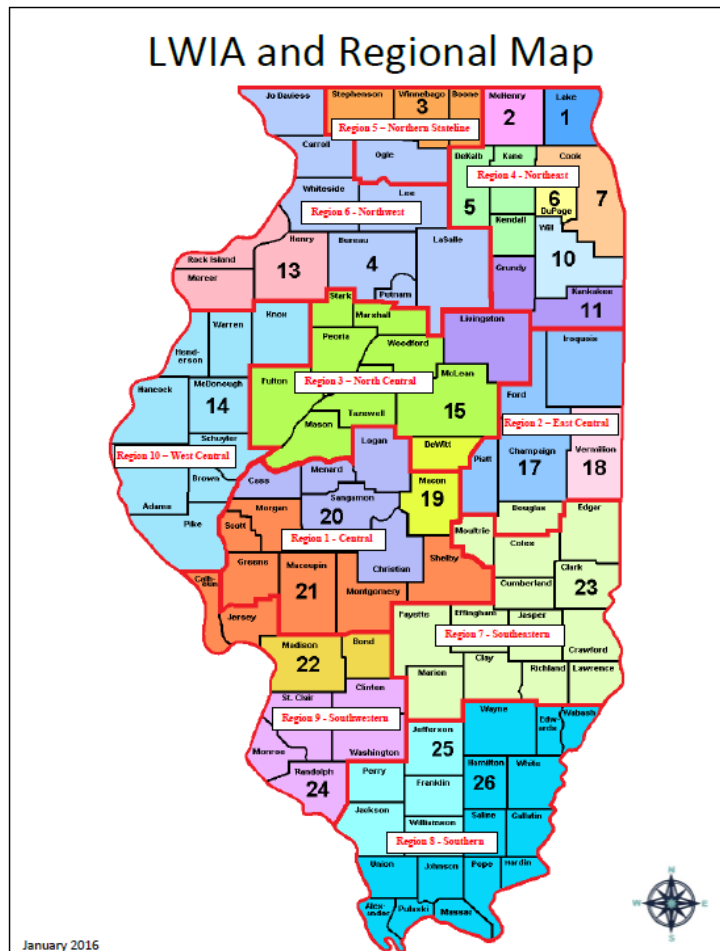 LWIA and Regional Map
Jo Daviess
Stephenson
Winnebago
Boone
McHenry
Lake
3
2
1
Region 5 – Northern Stateline
Carroll
Ogle
DeKalb
Kane
Cook
Region 4 - Northeast
7
Whiteside
Lee
5
6
DuPage
Region 6 – Northwest
Kendall
Will
Henry
Bureau
LaSalle
Rock Island
13
4
10
Mercer
Grundy
Putnam
Kankakee
11
Stark
Knox
Marshall
Livingston
Warren
Peoria
Woodford
Iroquois
Hender-
erson
McLean
Hancock
McDonough
Fulton
Region 3 – North Central
Ford
14
Tazewell
15
Mason
Region 2 – East Central
Schuyler
Logan
DeWitt
Champaign
Vermilion
Region 10 – West Central
Menard
Piatt
17
18
Brown
Cass
Macon
Adams
Sangamon
19
Morgan
20
Douglas
Edgar
Pike
Scott
Moultrie
Region 1 – Central
Coles
Greene
Macoupin
Christian
Shelby
Clark
Cumberland
23
Calh-
oun
21
Montgomery
Jersey
Fayette
Effingham
Jasper
Region 7 - Southeastern
Madison
Bond
Crawford
22
Clay
Marion
Richland
Lawrence
Clinton
St. Clair
Region 9 – Southwestern
Wayne
Wabash
Edw-
ards
Jefferson
Monroe
Washington
25
Randolph
Perry
Hamilton
White
24
Franklin
26
Jackson
Williamson
Saline
Gallatin
Region 8 - Southern
Union
Johnson
Pope
Hardin
Alex-
ander
Pulaski
Massac
N
W
E
S
January 2016